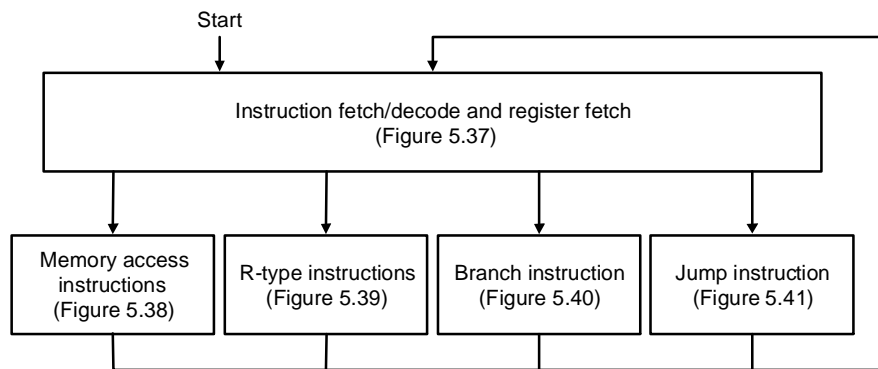 Start
Instruction fetch/decode and register fetch
(Figure 5.37)
Memory access
instructions
(Figure 5.38)
R-type instructions
(Figure 5.39)
Branch instruction
(Figure 5.40)
Jump instruction
(Figure 5.41)